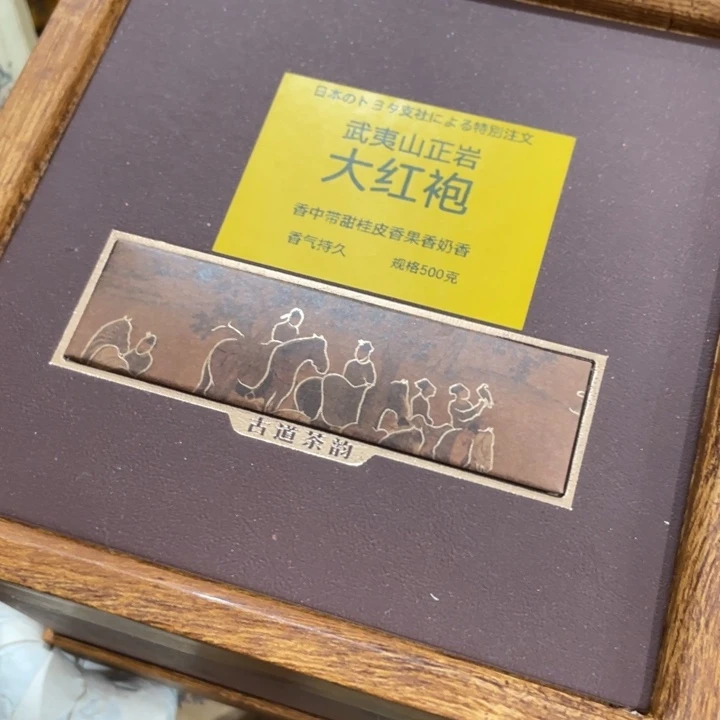 日本のトヨタ支社による特別注文
武夷山正岩
大红袍
香中带甜桂皮香果香奶香
香气持久 规格500克
古道茶韵